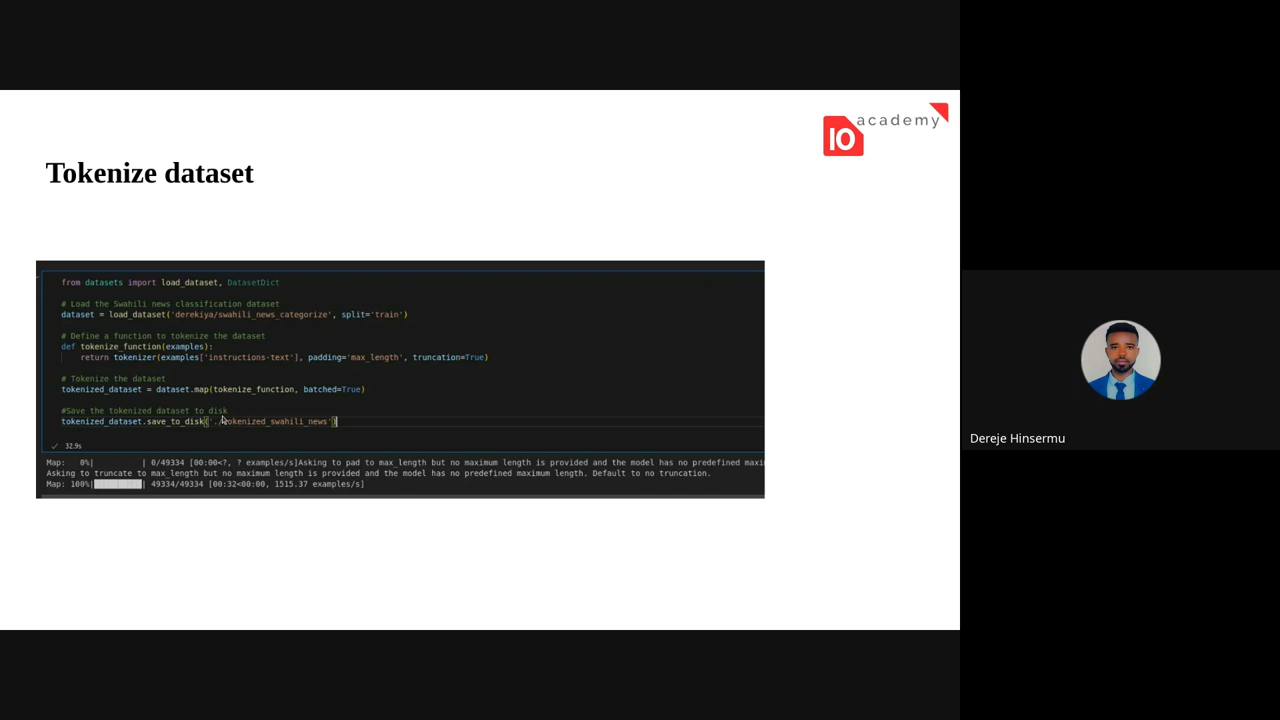 10 academy
Tokenize dataset
from datasets import load_dataset, DatasetDict
# Load the Swahili news classification dataset
dataset = load_dataset('derekiya/swahili_news_categorize', split='train')
# Define a function to tokenize the dataset
def tokenize_function(examples):
return tokenizer(examples['instructions-text'], padding='max_length', truncation=True)
# Tokenize the dataset
tokenized_dataset = dataset.map(tokenize_function, batched=True)
#Save the tokenized dataset to disk
tokenized_dataset.save_to_disk('./tokenized_swahili_news')
32.9s
Map: 0%| | 0/49334 [00:00<?, ? examples/s]Asking to pad to max_length but no maximum length is provided and the model has no predefined maxi
Asking to truncate to max_length but no maximum length is provided and the model has no predefined maximum length. Default to no truncation.
Map: 100%|██████████| 49334/49334 [00:32<00:00, 1515.37 examples/s]
Dereje Hinsermu